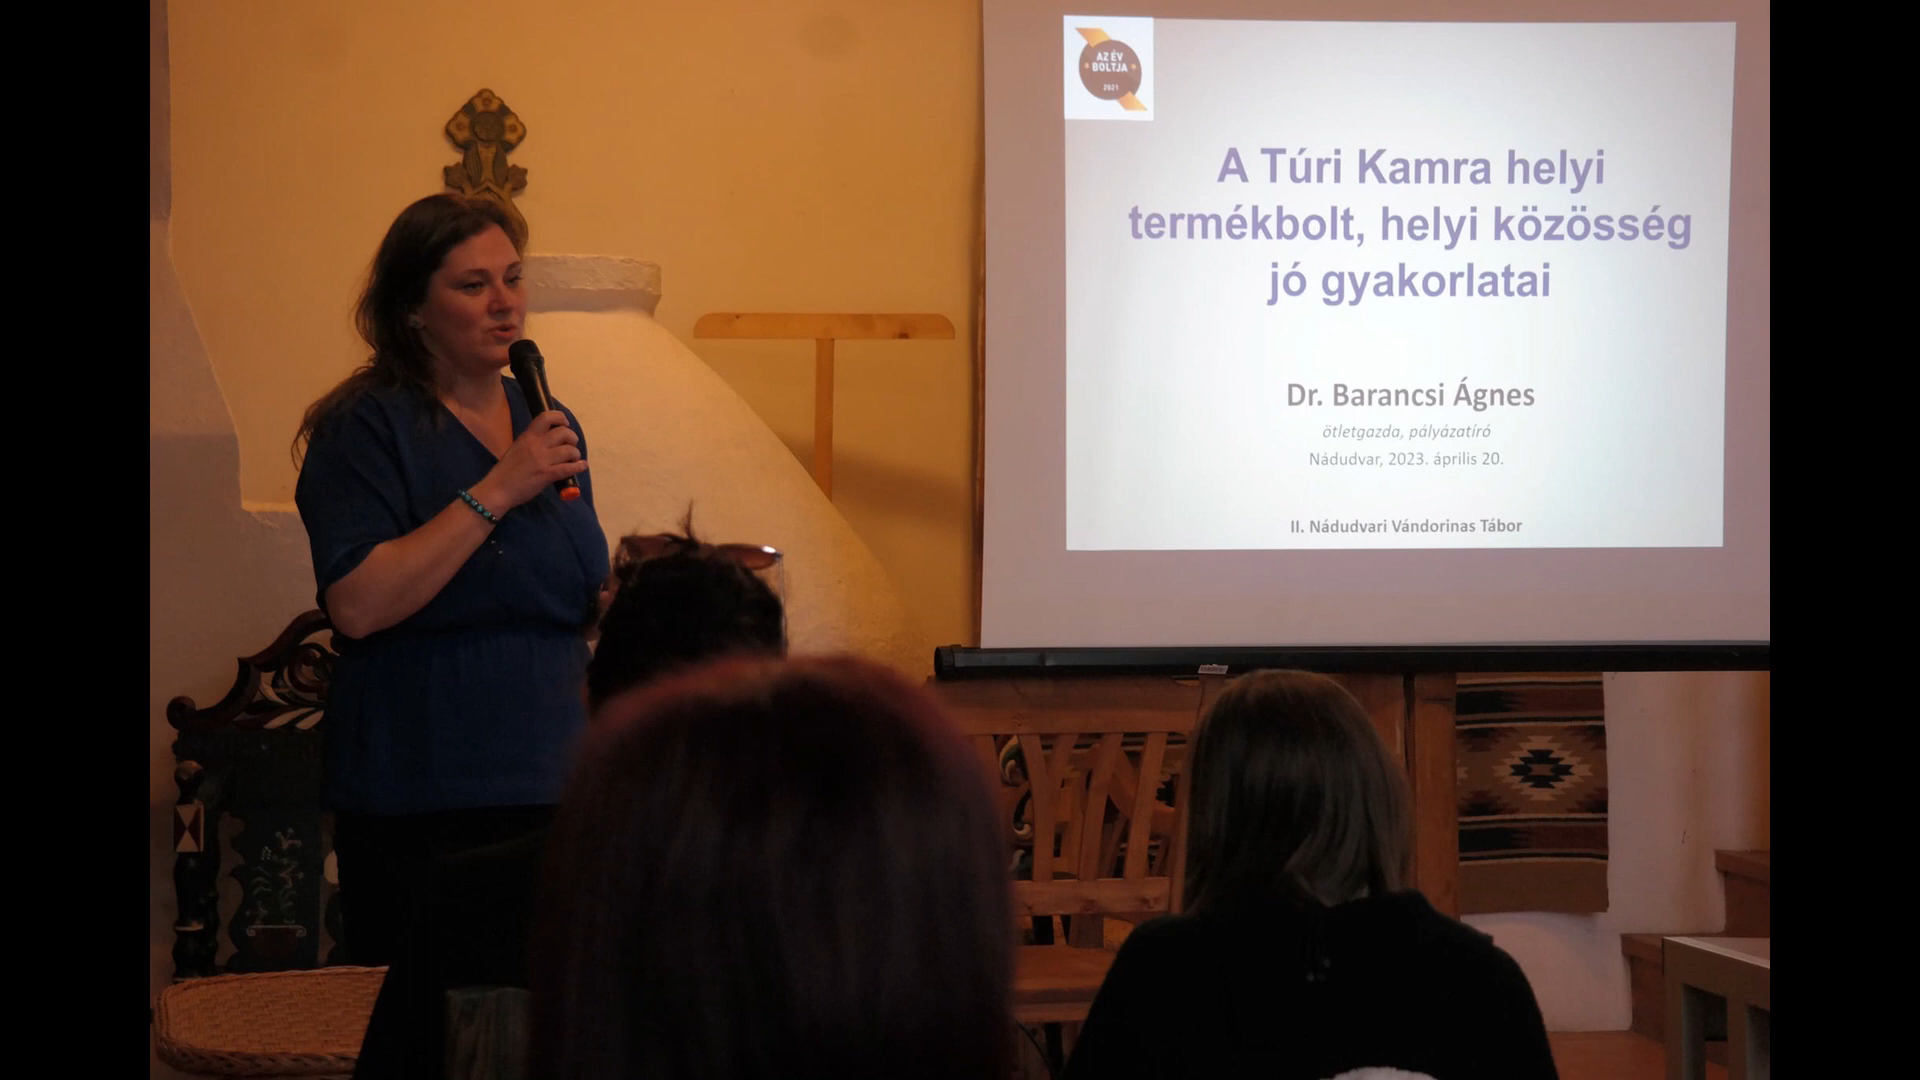 AZ ÉV
BOLTJA
2021
A Túri Kamra helyi
termékbolt, helyi közösség
jó gyakorlatai
Dr. Barancsi Ágnes
ötletgazda, pályázatíró
Nádudvar, 2023. április 20.
II. Nádudvari Vándorinas Tábor